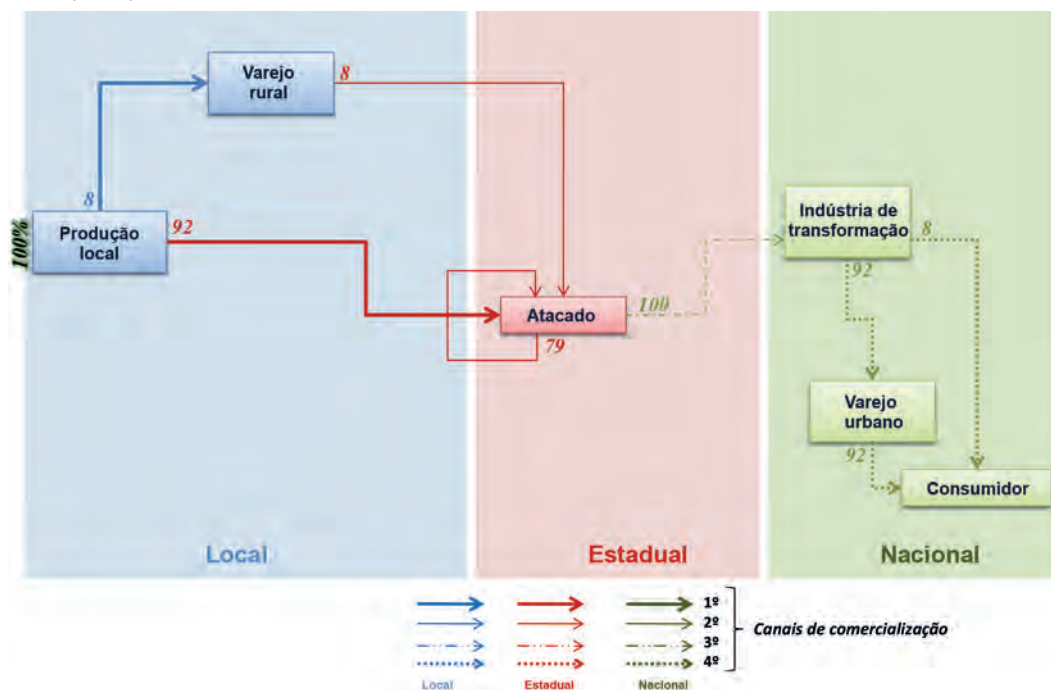 Varejo
rural
8
8
100%
Produção
local
92
Atacado
79
100
Indústria de
transformação
8
92
Varejo
urbano
92
Consumidor
Local
Estadual
Nacional
1º
2º
3º
4º
Canais de comercialização
Local
Estadual
Nacional